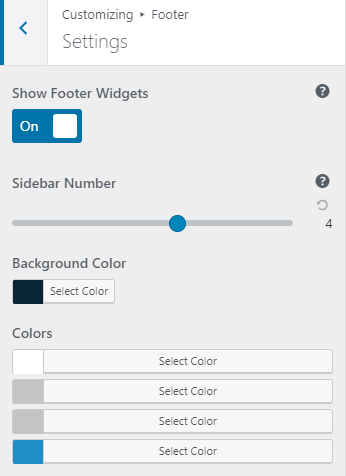 Customizing ▸ Footer
Settings
Show Footer Widgets
On
Sidebar Number
4
Background Color
Select Color
Colors
Select Color
Select Color
Select Color
Select Color